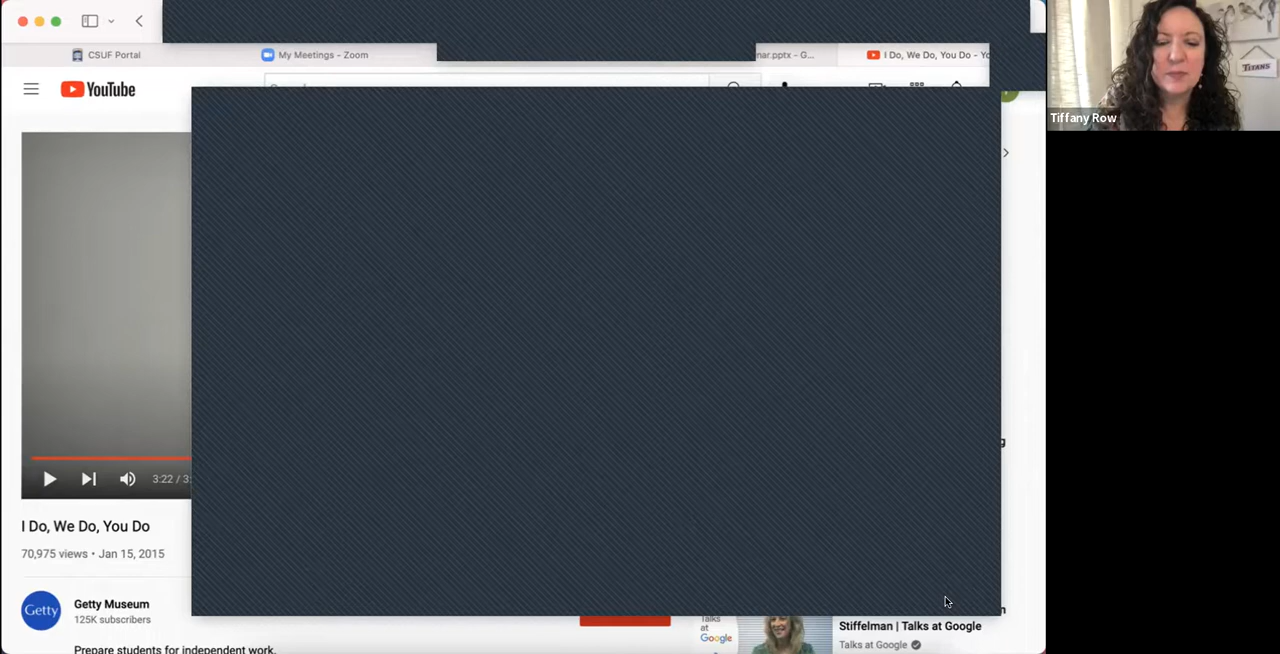 CSUF Portal
My Meetings - Zoom
nar.pptx - G...
I Do, We Do, You Do - Yo
YouTube
TITANS
Tiffany Row
3:22 / 3:
I Do, We Do, You Do
70,975 views • Jan 15, 2015
Getty
Getty Museum
125K subscribers
Prepare students for independent work.
Talks
at
Google
Stiffelman | Talks at Google
Talks at Google